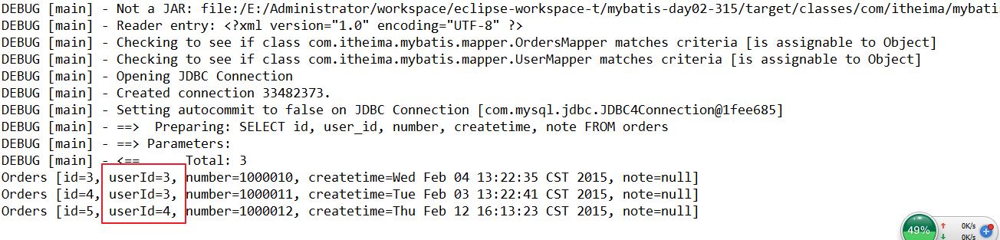 DEBUG [main] - Not a JAR: file:/E:/Administrator/workspace/eclipse-workspace-t/mybatis-day02-315/target/classes/com/itheima/mybatis
DEBUG [main] - Reader entry: <?xml version="1.0" encoding="UTF-8" ?>
DEBUG [main] - Checking to see if class com.itheima.mybatis.mapper.OrdersMapper matches criteria [is assignable to Object]
DEBUG [main] - Checking to see if class com.itheima.mybatis.mapper.UserMapper matches criteria [is assignable to Object]
DEBUG [main] - Opening JDBC Connection
DEBUG [main] - Created connection 33482373.
DEBUG [main] - Setting autocommit to false on JDBC Connection [com.mysql.jdbc.JDBC4Connection@1fee685]
DEBUG [main] - ==>  Preparing: SELECT id, user_id, number, createtime, note FROM orders
DEBUG [main] - ==> Parameters:
DEBUG [main] - <==      Total: 3
Orders [id=3, userId=3, number=1000010, createtime=Wed Feb 04 13:22:35 CST 2015, note=null]
Orders [id=4, userId=3, number=1000011, createtime=Tue Feb 03 13:22:41 CST 2015, note=null]
Orders [id=5, userId=4, number=1000012, createtime=Thu Feb 12 16:13:23 CST 2015, note=null]
49%
0K/s
0K/s